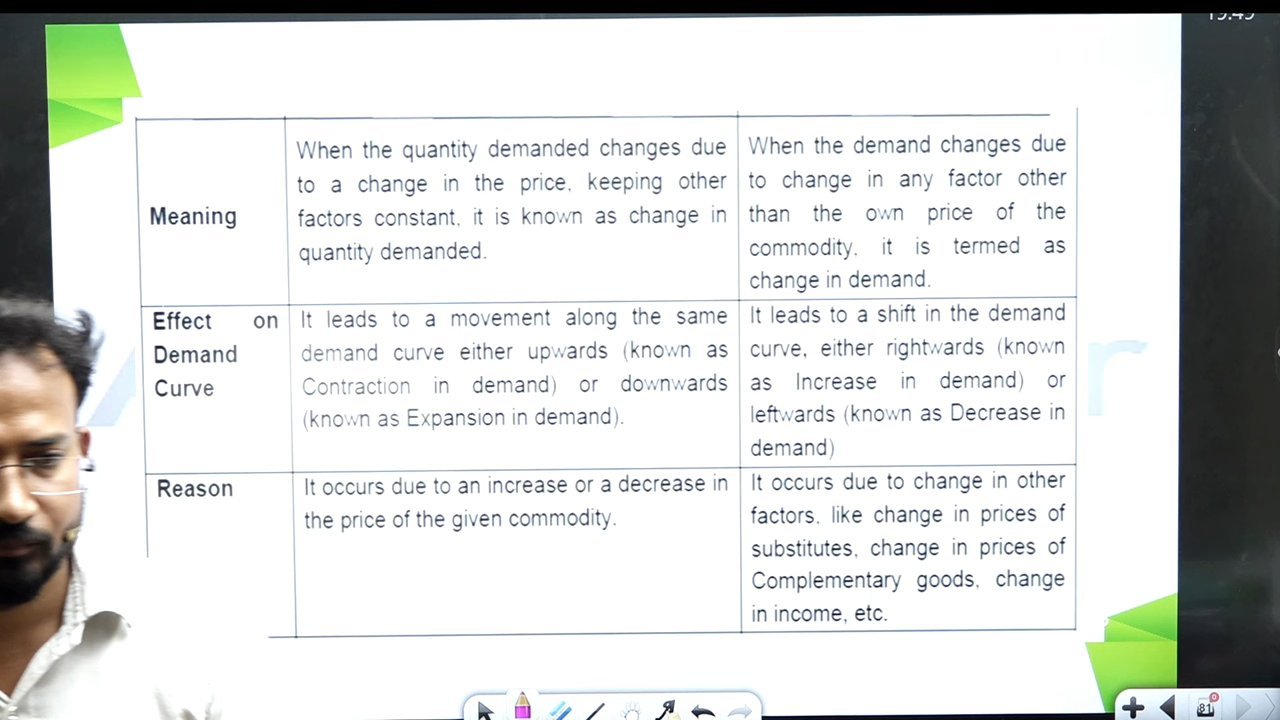 Meaning
When the quantity demanded changes due
to a change in the price, keeping other
factors constant, it is known as change in
quantity demanded.
When the demand changes due
to change in any factor other
than the own price of the
commodity, it is termed as
change in demand.
Effect on
Demand
Curve
It leads to a movement along the same
demand curve either upwards (known as
Contraction in demand) or downwards
(known as Expansion in demand).
It leads to a shift in the demand
curve, either rightwards (known
as Increase in demand) or
leftwards (known as Decrease in
demand)
Reason
It occurs due to an increase or a decrease in
the price of the given commodity.
It occurs due to change in other
factors, like change in prices of
substitutes, change in prices of
Complementary goods, change
in income, etc.
81